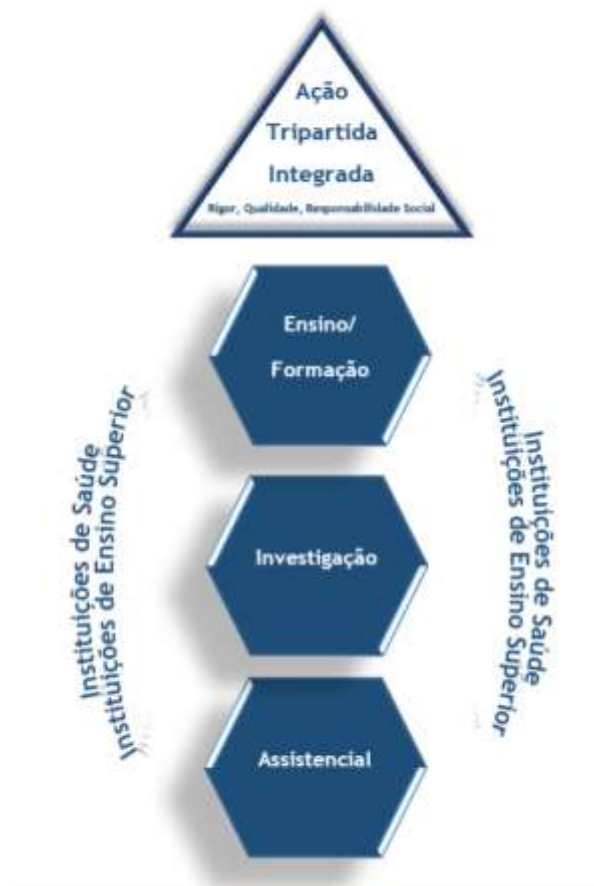 Ação
Tripartida
Integrada
Rigor, Qualidade, Responsabilidade Social
Ensino/
Formação
Instituições de Saúde
Instituições de Ensino Superior
Investigação
Instituições de Saúde
Instituições de Ensino Superior
Assistencial